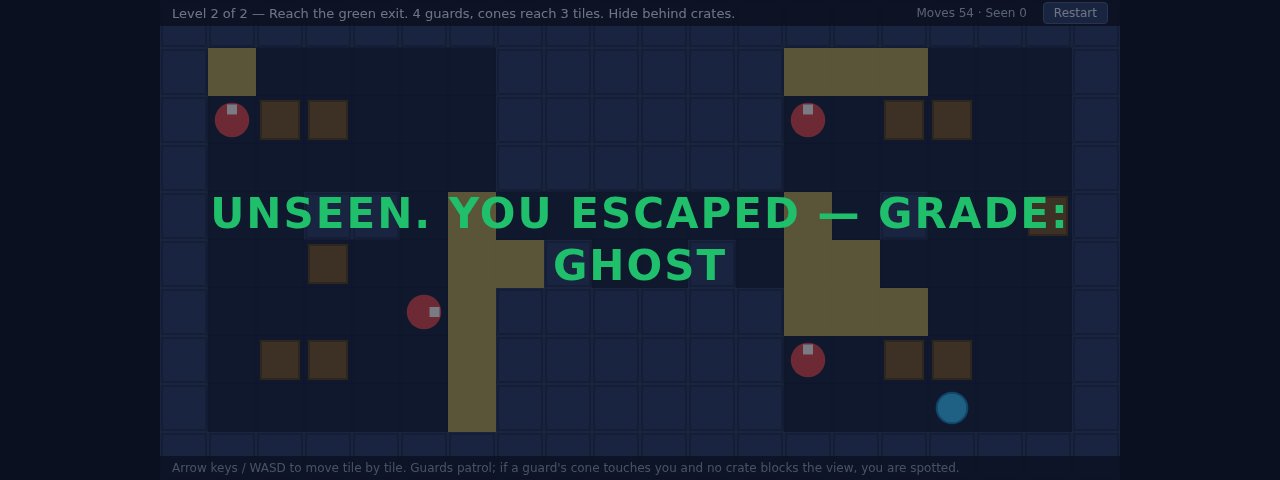 Level 2 of 2 — Reach the green exit. 4 guards, cones reach 3 tiles. Hide behind crates.
Moves 54 · Seen 0
Restart
UNSEEN. YOU ESCAPED — GRADE:
GHOST
Arrow keys / WASD to move tile by tile. Guards patrol; if a guard's cone touches you and no crate blocks the view, you are spotted.